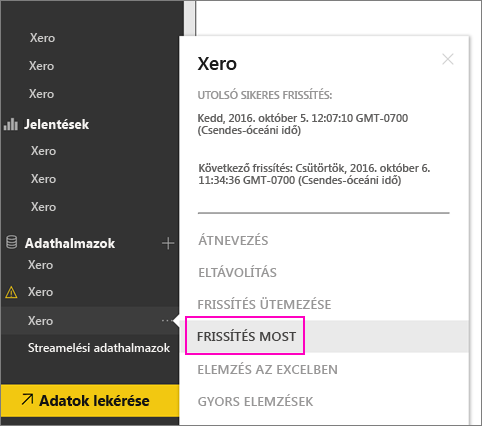 Xero
Xero
Xero
Jelentések
Xero
Xero
Xero
Adathalmazok
Xero
Xero
Xero
Streamelési adathalmazok
Adatok lekérése
Xero
UTOLSÓ SIKERES FRISSÍTÉS:
Kedd, 2016. október 5. 12:07:10 GMT-0700
(Csendes-óceáni idő)
Következő frissítés: Csütörtök, 2016. október 6.
11:34:36 GMT-0700 (Csendes-óceáni idő)
ÁTNEVEZÉS
ELTÁVOLÍTÁS
FRISSÍTÉS ÜTEMEZÉSE
FRISSÍTÉS MOST
ELEMZÉS AZ EXCELBEN
GYORS ELEMZÉSEK